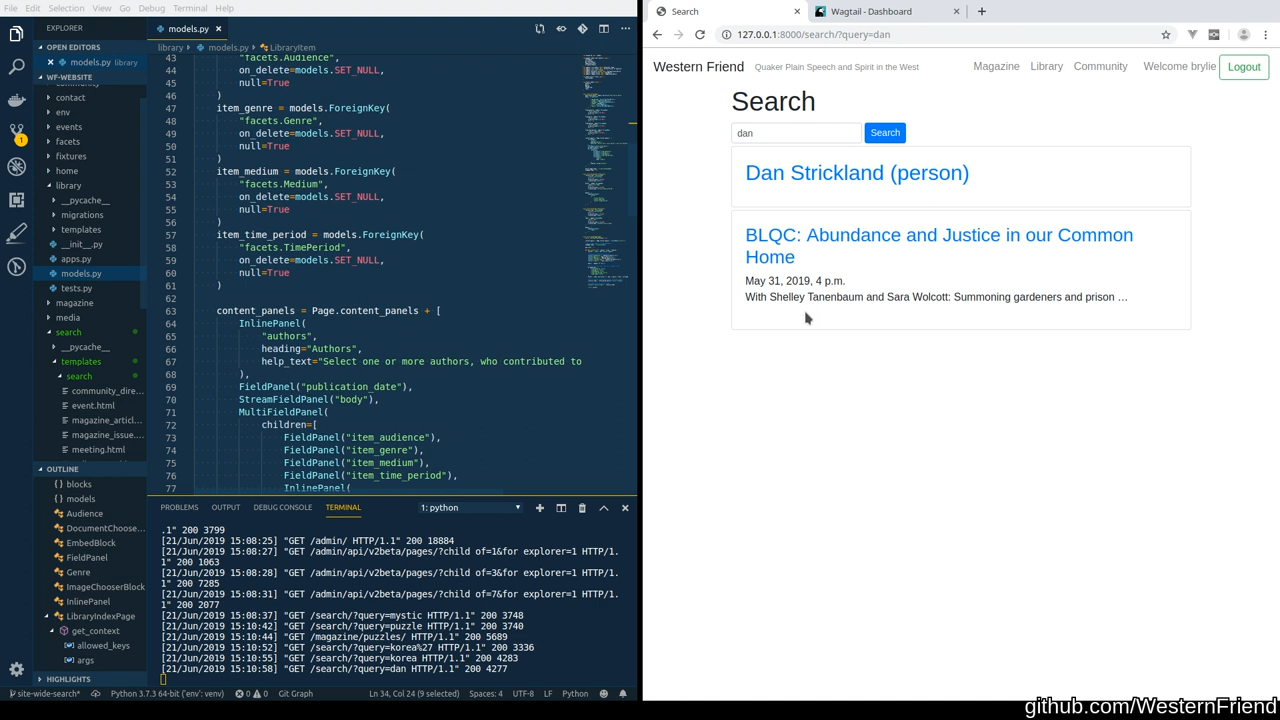 File Edit Selection View Go Debug Terminal Help
EXPLORER
OPEN EDITORS
models.py library
WF-WEBSITE
contact
env
events
facets
fixtures
home
library
__pycache__
migrations
templates
__init__.py
apps.py
models.py
tests.py
magazine
media
search
__pycache__
templates
search
community_dire...
event.html
magazine_articl...
magazine_issue....
meeting.html
OUTLINE
blocks
models
Audience
DocumentChoose...
EmbedBlock
FieldPanel
Genre
ImageChooserBlock
InlinePanel
LibraryIndexPage
get_context
allowed_keys
args
HIGHLIGHTS
models.py
library models.py LibraryItem
43 "facets.Audience",
44 on_delete=models.SET_NULL,
45 null=True
46 )
47 item_genre = models.ForeignKey(
48 "facets.Genre",
49 on_delete=models.SET_NULL,
50 null=True
51 )
52 item_medium = models.ForeignKey(
53 "facets.Medium",
54 on_delete=models.SET_NULL,
55 null=True
56 )
57 item_time_period = models.ForeignKey(
58 "facets.TimePeriod",
59 on_delete=models.SET_NULL,
60 null=True
61 )
62
63 content_panels = Page.content_panels + [
64 InlinePanel(
65 "authors",
66 heading="Authors",
67 help_text="Select one or more authors, who contributed to
68 ),
69 FieldPanel("publication_date"),
70 StreamFieldPanel("body"),
71 MultiFieldPanel(
72 children=[
73 FieldPanel("item_audience"),
74 FieldPanel("item_genre"),
75 FieldPanel("item_medium"),
76 FieldPanel("item_time_period"),
77 InlinePanel(
PROBLEMS OUTPUT DEBUG CONSOLE TERMINAL 1: python
.1" 200 3799
[21/Jun/2019 15:08:25] "GET /admin/ HTTP/1.1" 200 18884
[21/Jun/2019 15:08:27] "GET /admin/api/v2beta/pages/?child of=1&for explorer=1 HTTP/1.
1" 200 1063
[21/Jun/2019 15:08:28] "GET /admin/api/v2beta/pages/?child of=3&for explorer=1 HTTP/1.
1" 200 7285
[21/Jun/2019 15:08:31] "GET /admin/api/v2beta/pages/?child of=7&for explorer=1 HTTP/1.
1" 200 2077
[21/Jun/2019 15:08:37] "GET /search/?query=mystic HTTP/1.1" 200 3748
[21/Jun/2019 15:10:42] "GET /search/?query=puzzle HTTP/1.1" 200 3740
[21/Jun/2019 15:10:44] "GET /magazine/puzzles/ HTTP/1.1" 200 5689
[21/Jun/2019 15:10:52] "GET /search/?query=korea%27 HTTP/1.1" 200 3336
[21/Jun/2019 15:10:55] "GET /search/?query=korea HTTP/1.1" 200 4283
[21/Jun/2019 15:10:58] "GET /search/?query=dan HTTP/1.1" 200 4277
site-wide-search* Python 3.7.3 64-bit ('env': venv) 0 0 Git Graph Ln 34, Col 24 (9 selected) Spaces: 4 UTF-8 LF Python
Search Wagtail - Dashboard
127.0.0.1:8000/search/?query=dan
Western Friend Quaker Plain Speech and Spirit in the West Magazine Library Community Welcome brylie Logout
Search
dan Search
Dan Strickland (person)
BLQC: Abundance and Justice in our Common
Home
May 31, 2019, 4 p.m.
With Shelley Tanenbaum and Sara Wolcott: Summoning gardeners and prison …
github.com/WesternFriend